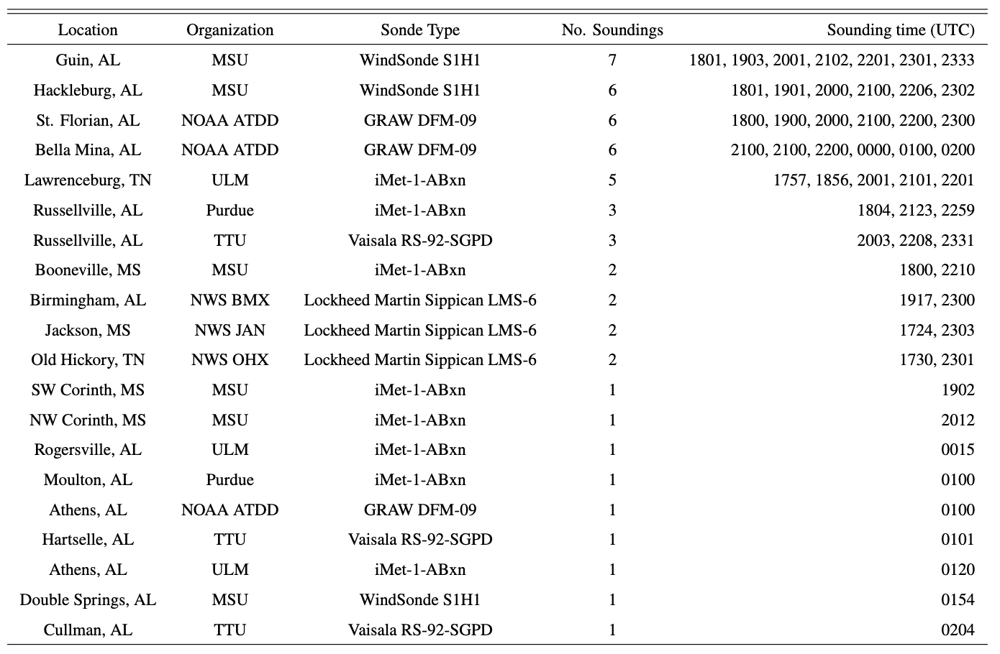 Location Organization Sonde Type No. Soundings Sounding time (UTC)
Guin, AL MSU WindSonde S1H1 7 1801, 1903, 2001, 2102, 2201, 2301, 2333
Hackleburg, AL MSU WindSonde S1H1 6 1801, 1901, 2000, 2100, 2206, 2302
St. Florian, AL NOAA ATDD GRAW DFM-09 6 1800, 1900, 2000, 2100, 2200, 2300
Bella Mina, AL NOAA ATDD GRAW DFM-09 6 2100, 2100, 2200, 0000, 0100, 0200
Lawrenceburg, TN ULM iMet-1-ABxn 5 1757, 1856, 2001, 2101, 2201
Russellville, AL Purdue iMet-1-ABxn 3 1804, 2123, 2259
Russellville, AL TTU Vaisala RS-92-SGPD 3 2003, 2208, 2331
Booneville, MS MSU iMet-1-ABxn 2 1800, 2210
Birmingham, AL NWS BMX Lockheed Martin Sippican LMS-6 2 1917, 2300
Jackson, MS NWS JAN Lockheed Martin Sippican LMS-6 2 1724, 2303
Old Hickory, TN NWS OHX Lockheed Martin Sippican LMS-6 2 1730, 2301
SW Corinth, MS MSU iMet-1-ABxn 1 1902
NW Corinth, MS MSU iMet-1-ABxn 1 2012
Rogersville, AL ULM iMet-1-ABxn 1 0015
Moulton, AL Purdue iMet-1-ABxn 1 0100
Athens, AL NOAA ATDD GRAW DFM-09 1 0100
Hartselle, AL TTU Vaisala RS-92-SGPD 1 0101
Athens, AL ULM iMet-1-ABxn 1 0120
Double Springs, AL MSU WindSonde S1H1 1 0154
Cullman, AL TTU Vaisala RS-92-SGPD 1 0204